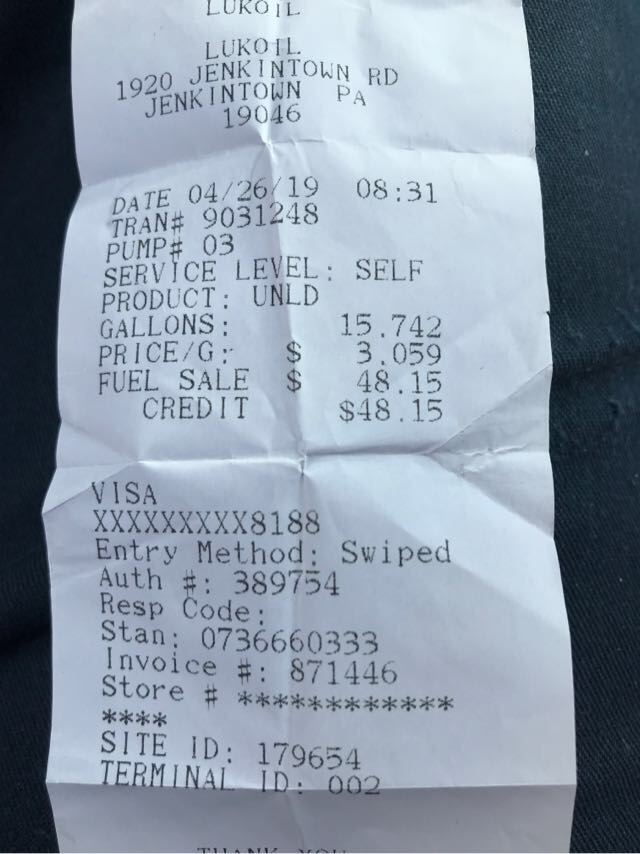 LUKOIL
LUKOIL
1920 JENKINTOWN RD
JENKINTOWN PA
19046
DATE 04/26/19 08:31
TRAN# 9031248
PUMP# 03
SERVICE LEVEL: SELF
PRODUCT: UNLD
GALLONS: 15.742
PRICE/G: $ 3.059
FUEL SALE $ 48.15
CREDIT $48.15
VISA
XXXXXXXXX8188
Entry Method: Swiped
Auth #: 389754
Resp Code:
Stan: 0736660333
Invoice #: 871446
Store # ************
****
SITE ID: 179654
TERMINAL ID: 002
THANK YOU